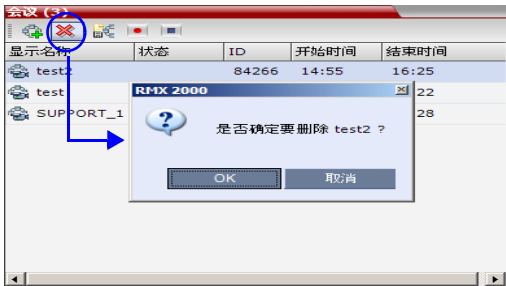 会议 (3)
显示名称 状态 ID 开始时间 结束时间
test2 84266 14:55 16:25
test 22
SUPPORT_1 28
RMX 2000
是否确定要删除 test2 ?
OK 取消